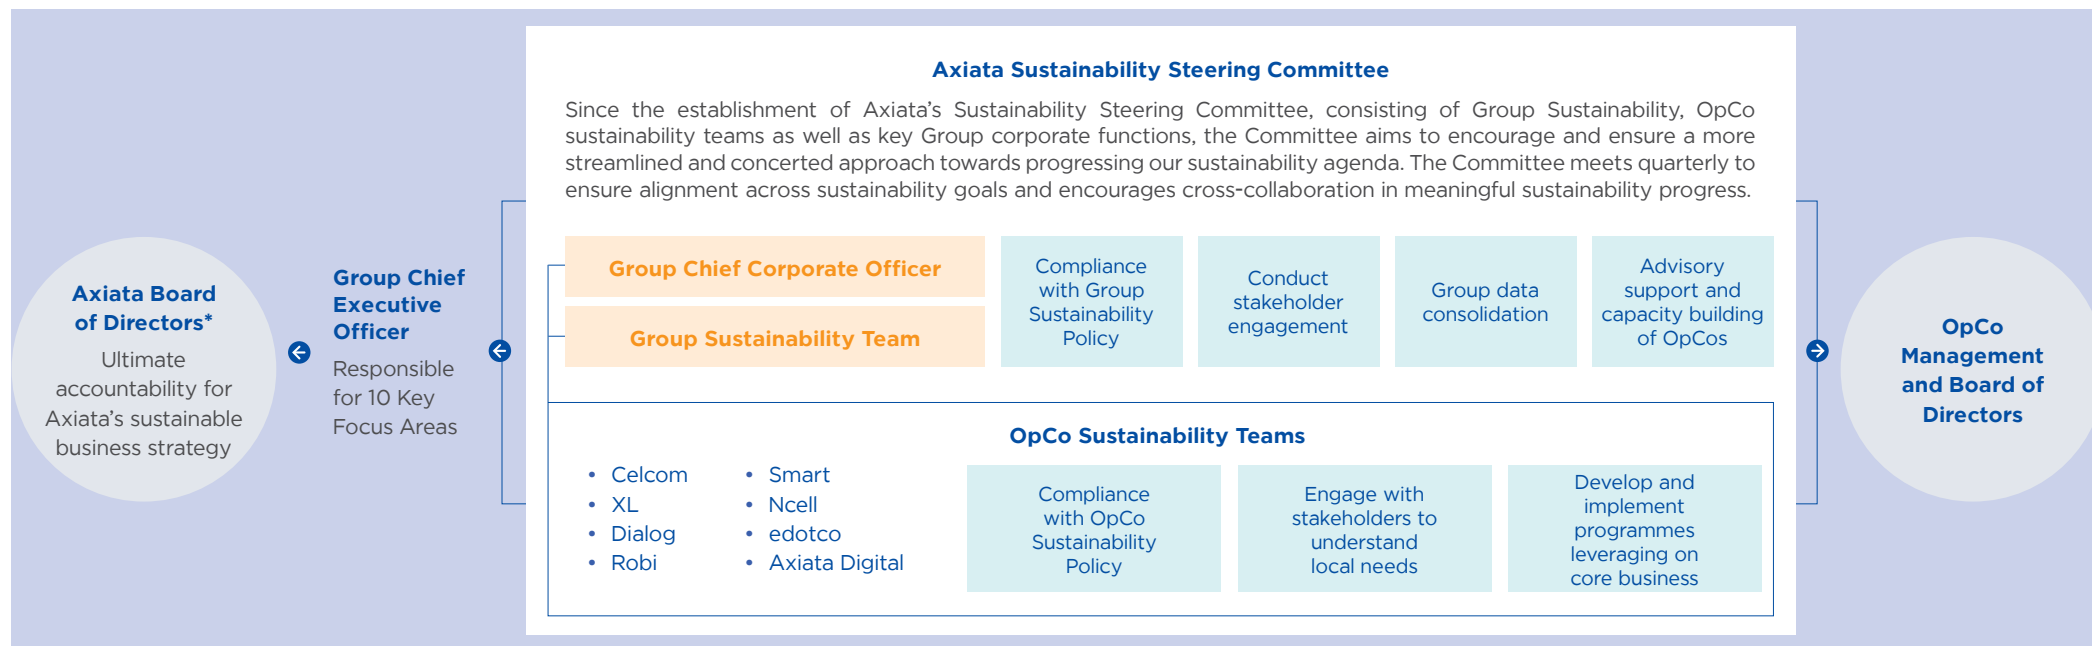 Axiata Board
of Directors*
Ultimate
accountability for
Axiata's sustainable
business strategy
Group Chief
Executive
Officer
Responsible
for 10 Key
Focus Areas
Axiata Sustainability Steering Committee
Since the establishment of Axiata's Sustainability Steering Committee, consisting of Group Sustainability, OpCo
sustainability teams as well as key Group corporate functions, the Committee aims to encourage and ensure a more
streamlined and concerted approach towards progressing our sustainability agenda. The Committee meets quarterly to
ensure alignment across sustainability goals and encourages cross-collaboration in meaningful sustainability progress.
Group Chief Corporate Officer
Group Sustainability Team
Compliance
with Group
Sustainability
Policy
Conduct
stakeholder
engagement
Group data
consolidation
Advisory
support and
capacity building
of OpCos
OpCo Sustainability Teams
• Celcom
• XL
• Dialog
• Robi
• Smart
• Ncell
• edotco
• Axiata Digital
Compliance
with OpCo
Sustainability
Policy
Engage with
stakeholders to
understand
local needs
Develop and
implement
programmes
leveraging on
core business
OpCo
Management
and Board of
Directors